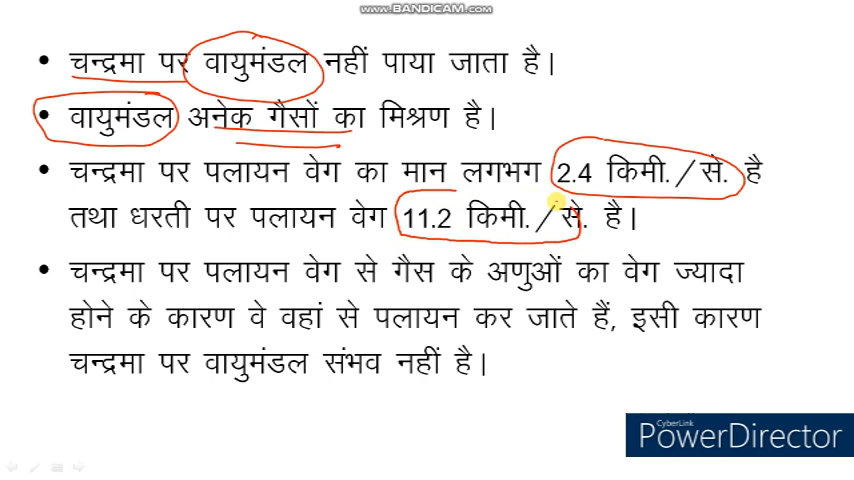 www.BANDICAM.com
• चन्द्रमा पर वायुमंडल नहीं पाया जाता है।
• वायुमंडल अनेक गैसों का मिश्रण है।
• चन्द्रमा पर पलायन वेग का मान लगभग 2.4 किमी./से. है
तथा धरती पर पलायन वेग 11.2 किमी./से. है।
• चन्द्रमा पर पलायन वेग से गैस के अणुओं का वेग ज्यादा
होने के कारण वे वहां से पलायन कर जाते हैं, इसी कारण
चन्द्रमा पर वायुमंडल संभव नहीं है।
CyberLink
PowerDirector